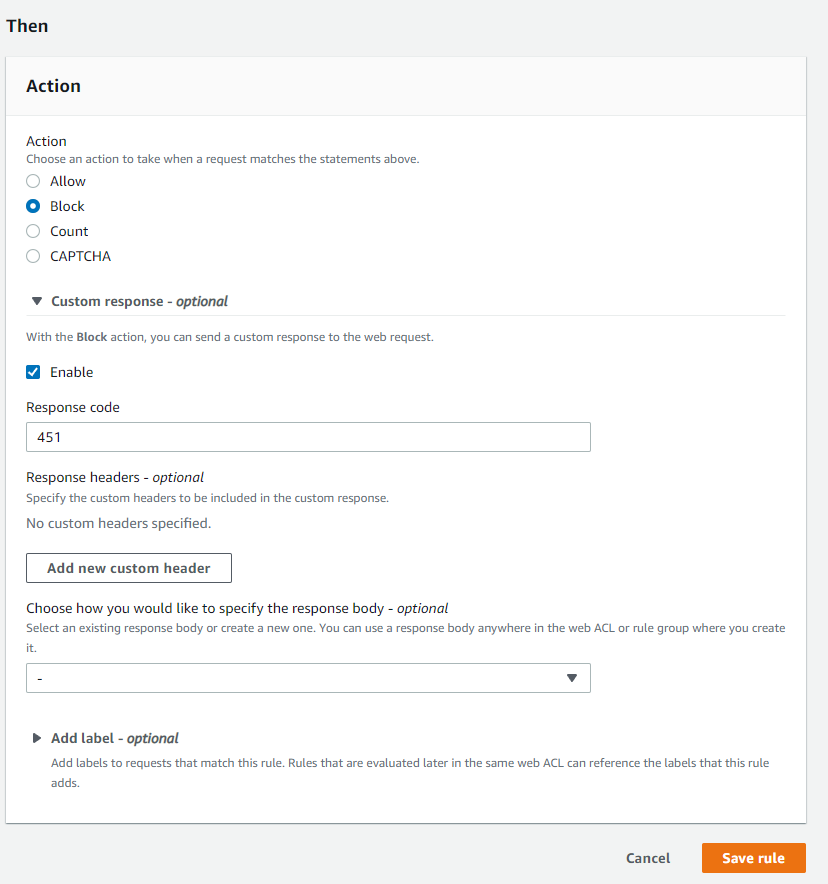 Then
Action
Action
Choose an action to take when a request matches the statements above.
Allow
Block
Count
CAPTCHA
Custom response - optional
With the Block action, you can send a custom response to the web request.
Enable
Response code
451
Response headers - optional
Specify the custom headers to be included in the custom response.
No custom headers specified.
Add new custom header
Choose how you would like to specify the response body - optional
Select an existing response body or create a new one. You can use a response body anywhere in the web ACL or rule group where you create
it.
-
Add label - optional
Add labels to requests that match this rule. Rules that are evaluated later in the same web ACL can reference the labels that this rule
adds.
Cancel
Save rule